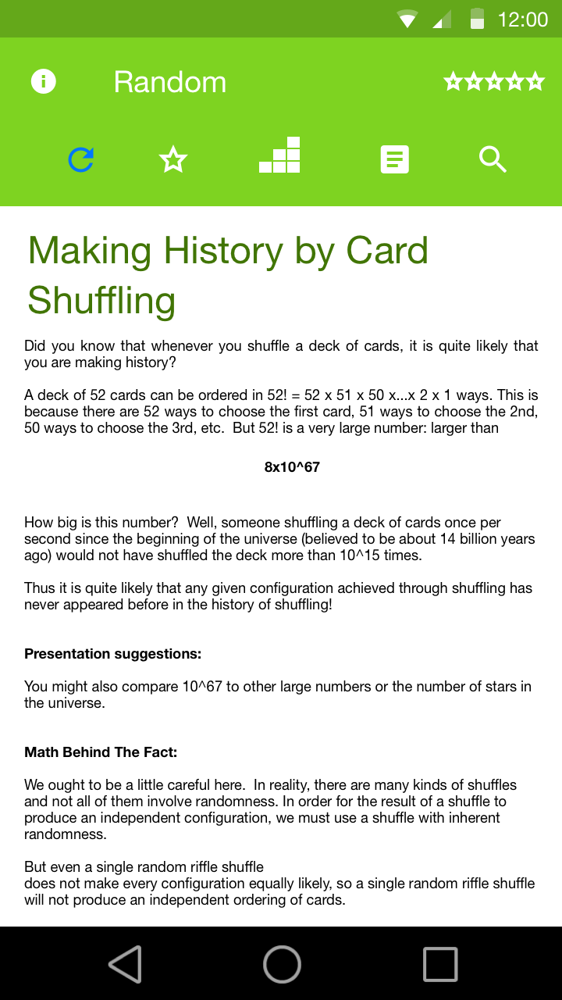 12:00
Random
Making History by Card
Shuffling
Did you know that whenever you shuffle a deck of cards, it is quite likely that
you are making history?
A deck of 52 cards can be ordered in 52! = 52 x 51 x 50 x...x 2 x 1 ways. This is
because there are 52 ways to choose the first card, 51 ways to choose the 2nd,
50 ways to choose the 3rd, etc.  But 52! is a very large number: larger than
8x10^67
How big is this number?  Well, someone shuffling a deck of cards once per
second since the beginning of the universe (believed to be about 14 billion years
ago) would not have shuffled the deck more than 10^15 times.
Thus it is quite likely that any given configuration achieved through shuffling has
never appeared before in the history of shuffling!
Presentation suggestions:
You might also compare 10^67 to other large numbers or the number of stars in
the universe.
Math Behind The Fact:
We ought to be a little careful here.  In reality, there are many kinds of shuffles
and not all of them involve randomness. In order for the result of a shuffle to
produce an independent configuration, we must use a shuffle with inherent
randomness.
But even a single random riffle shuffle
does not make every configuration equally likely, so a single random riffle shuffle
will not produce an independent ordering of cards.